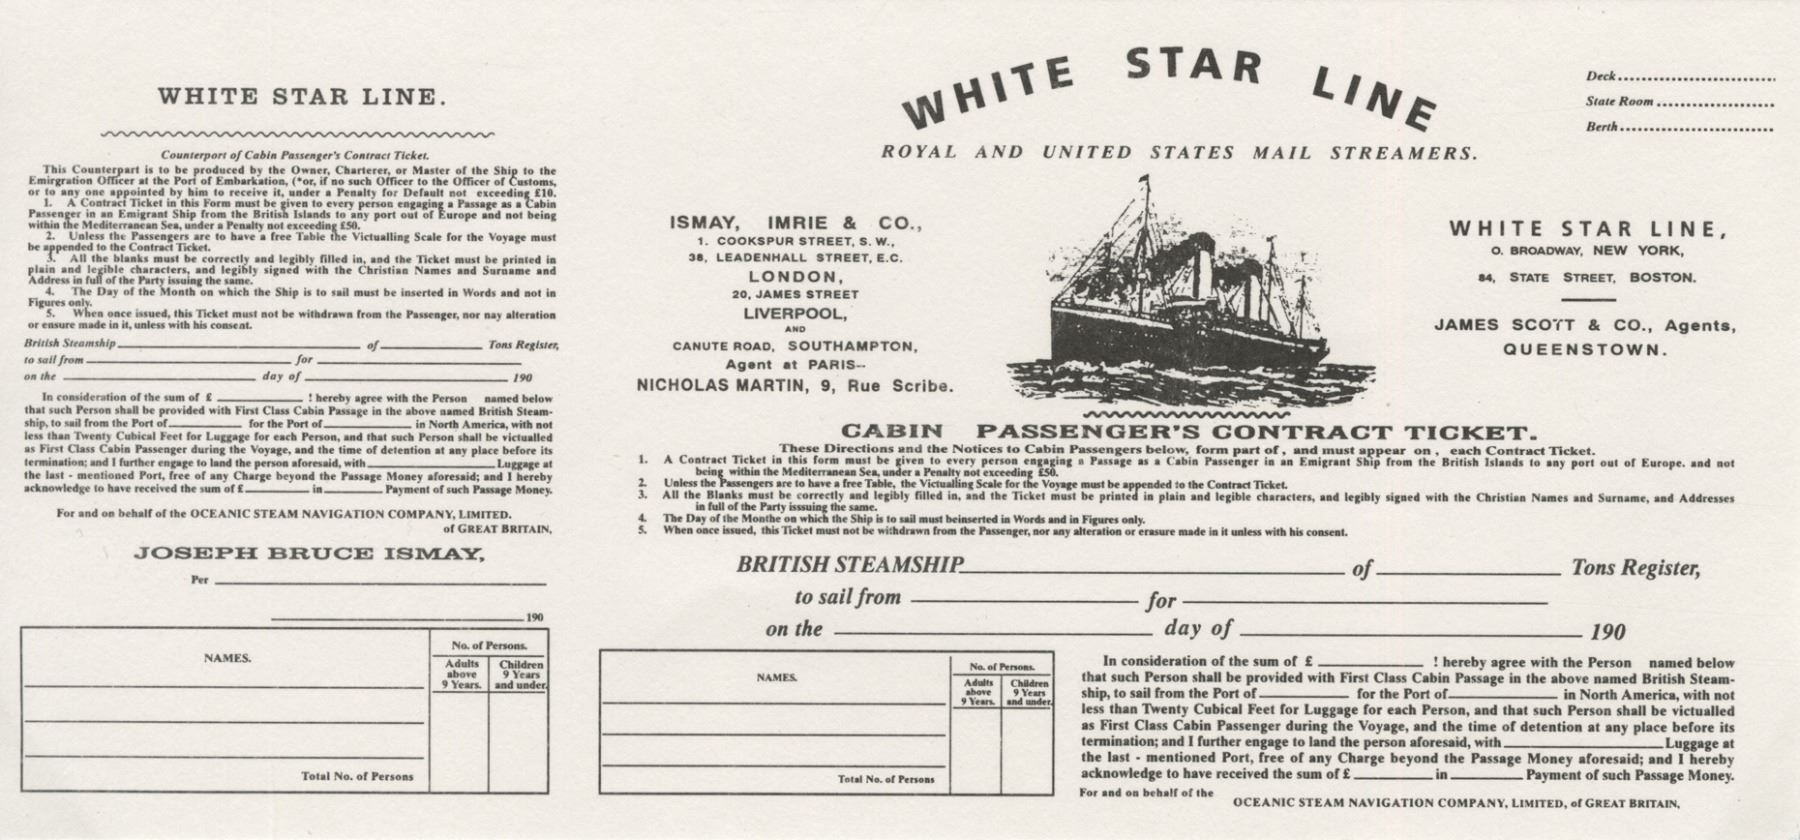 WHITE STAR LINE.
Counterport of Cabin Passenger's Contract Ticket.
This Counterpart is to be produced by the Owner, Charterer, or Master of the Ship to the
Emirgration Officer at the Port of Embarkation, (*or, if no such Officer to the Officer of Customs,
or to any one appointed by him to receive it, under a Penalty for Default not exceeding £10.
1. A Contract Ticket in this Form must be given to every person engaging a Passage as a Cabin
Passenger in an Emigrant Ship from the British Islands to any port out of Europe and not being
within the Mediterranean Sea, under a Penalty not exceeding £50.
2. Unless the Passengers are to have a free Table the Victualling Scale for the Voyage must
be appended to the Contract Ticket.
3. All the blanks must be correctly and legibly filled in, and the Ticket must be printed in
plain and legible characters, and legibly signed with the Christian Names and Surname and
Address in full of the Party issuing the same.
4. The Day of the Month on which the Ship is to sail must be inserted in Words and not in
Figures only.
5. When once issued, this Ticket must not be withdrawn from the Passenger, nor nay alteration
or ensure made in it, unless with his consent.
British Steamship of Tons Register,
to sail from for
on the day of 190
In consideration of the sum of £ ! hereby agree with the Person named below
that such Person shall be provided with First Class Cabin Passage in the above named British Steam-
ship, to sail from the Port of for the Port of in North America, with not
less than Twenty Cubical Feet for Luggage for each Person, and that such Person shall be victualled
as First Class Cabin Passenger during the Voyage, and the time of detention at any place before its
termination; and I further engage to land the person aforesaid, with Luggage at
the last - mentioned Port, free of any Charge beyond the Passage Money aforesaid; and I hereby
acknowledge to have received the sum of £ in Payment of such Passage Money.
For and on behalf of the OCEANIC STEAM NAVIGATION COMPANY, LIMITED.
of GREAT BRITAIN,
JOSEPH BRUCE ISMAY,
Per
190
NAMES.
No. of Persons.
Adults above 9 Years.
Children 9 Years and under.
Total No. of Persons
WHITE STAR LINE
ROYAL AND UNITED STATES MAIL STREAMERS.
Deck
State Room
Berth
ISMAY, IMRIE & CO.,
1. COOKSPUR STREET, S. W.,
38, LEADENHALL STREET, E.C.
LONDON,
20, JAMES STREET
LIVERPOOL,
AND
CANUTE ROAD, SOUTHAMPTON,
Agent at PARIS--
NICHOLAS MARTIN, 9, Rue Scribe.
WHITE STAR LINE,
O. BROADWAY, NEW YORK,
84, STATE STREET, BOSTON.
JAMES SCOTT & CO., Agents,
QUEENSTOWN.
CABIN PASSENGER'S CONTRACT TICKET.
These Directions and the Notices to Cabin Passengers below, form part of , and must appear on , each Contract Ticket.
1. A Contract Ticket in this form must be given to every person engaging a Passage as a Cabin Passenger in an Emigrant Ship from the British Islands to any port out of Europe. and not
being within the Mediterranean Sea, under a Penalty not exceeding £50.
2. Unless the Passengers are to have a free Table, the Victualling Scale for the Voyage must be appended to the Contract Ticket.
3. All the Blanks must be correctly and legibly filled in, and the Ticket must be printed in plain and legible characters, and legibly signed with the Christian Names and Surname, and Addresses
in full of the Party isssuing the same.
4. The Day of the Monthe on which the Ship is to sail must beinserted in Words and in Figures only.
5. When once issued, this Ticket must not be withdrawn from the Passenger, nor any alteration or erasure made in it unless with his consent.
BRITISH STEAMSHIP of Tons Register,
to sail from for
on the day of 190
NAMES.
No. of Persons.
Adults above 9 Years.
Children 9 Years and under.
Total No. of Persons
In consideration of the sum of £ ! hereby agree with the Person named below
that such Person shall be provided with First Class Cabin Passage in the above named British Steam-
ship, to sail from the Port of for the Port of in North America, with not
less than Twenty Cubical Feet for Luggage for each Person, and that such Person shall be victualled
as First Class Cabin Passenger during the Voyage, and the time of detention at any place before its
termination; and I further engage to land the person aforesaid, with Luggage at
the last - mentioned Port, free of any Charge beyond the Passage Money aforesaid; and I hereby
acknowledge to have received the sum of £ in Payment of such Passage Money.
For and on behalf of the
OCEANIC STEAM NAVIGATION COMPANY, LIMITED, of GREAT BRITAIN,